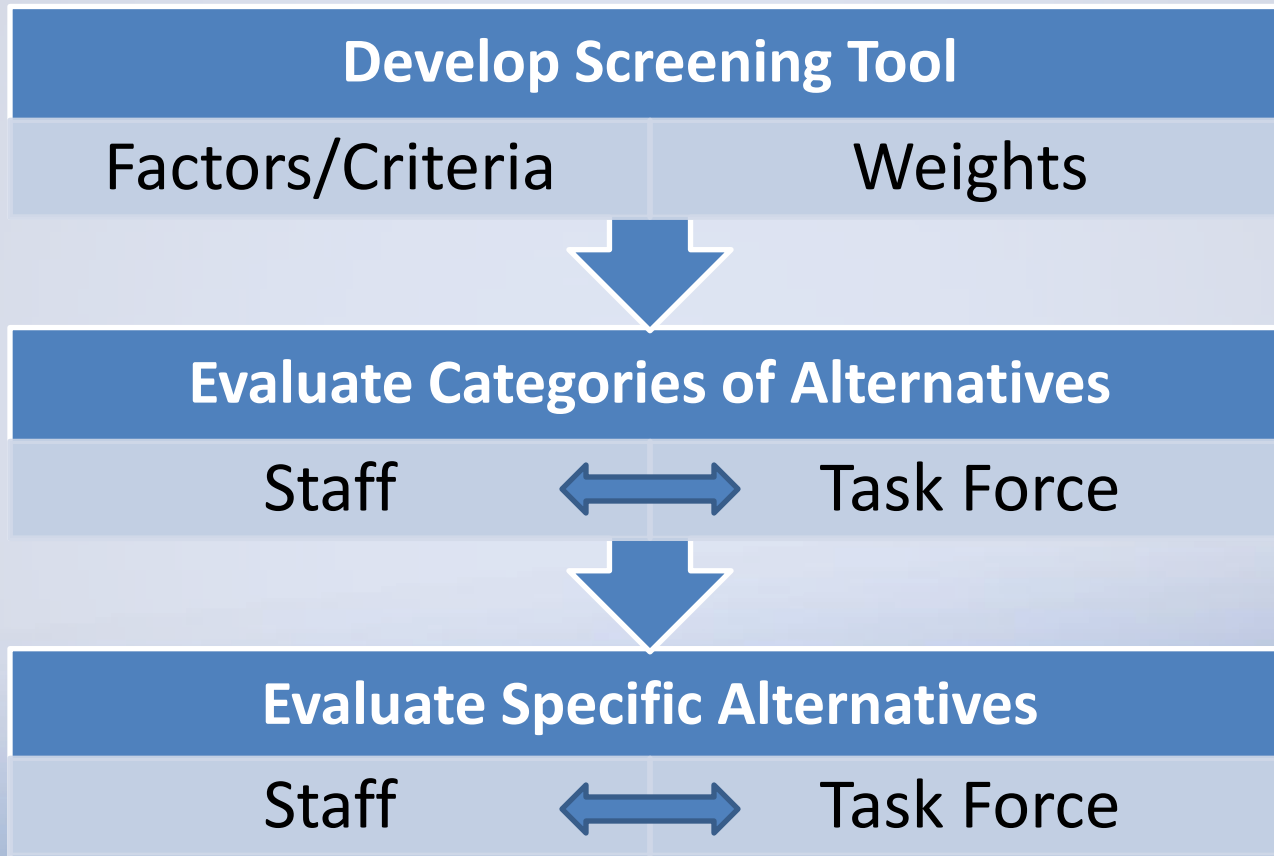 Develop Screening Tool
Factors/Criteria Weights
Evaluate Categories of Alternatives
Staff Task Force
Evaluate Specific Alternatives
Staff Task Force